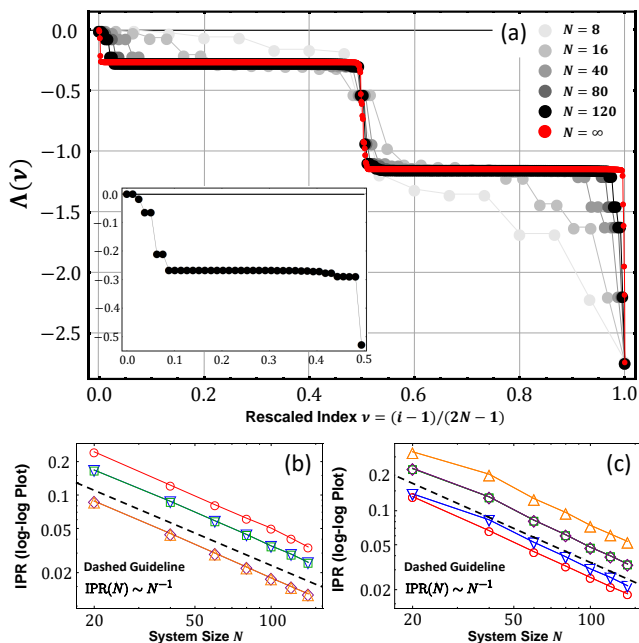 (a)
N = 8
N = 16
N = 40
N = 80
N = 120
N = ∞
0.0
−0.5
−1.0
−1.5
−2.0
−2.5
Λ(ν)
0.0
−0.1
−0.2
−0.3
−0.4
−0.5
0.0 0.1 0.2 0.3 0.4 0.5
0.0 0.2 0.4 0.6 0.8 1.0
Rescaled Index ν = (i−1)/(2N−1)
(b)
0.2
0.1
0.05
0.02
IPR (log-log Plot)
Dashed Guideline
IPR(N) ~ N⁻¹
20 50 100
System Size N
(c)
0.2
0.1
0.05
0.02
IPR (log-log Plot)
Dashed Guideline
IPR(N) ~ N⁻¹
20 50 100
System Size N